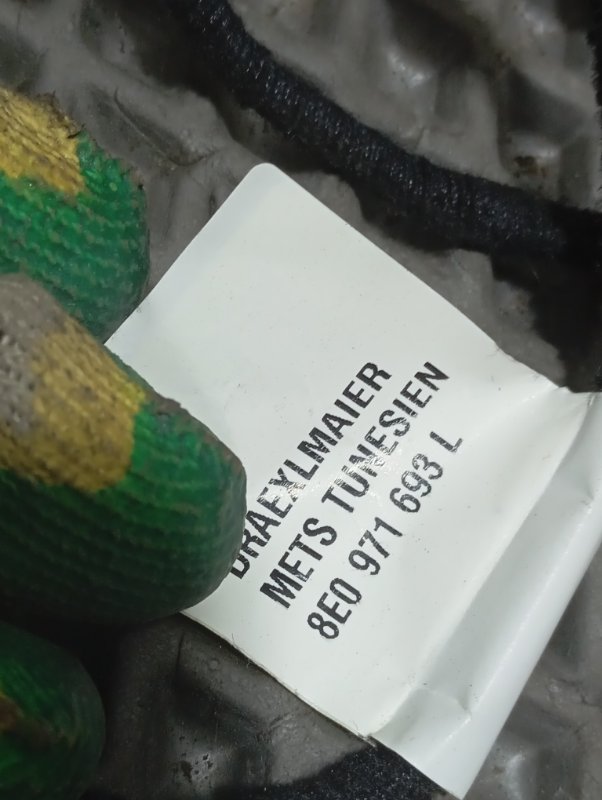 DRAEXLMAIER
METS TUNESIEN
8E0 971 693 L